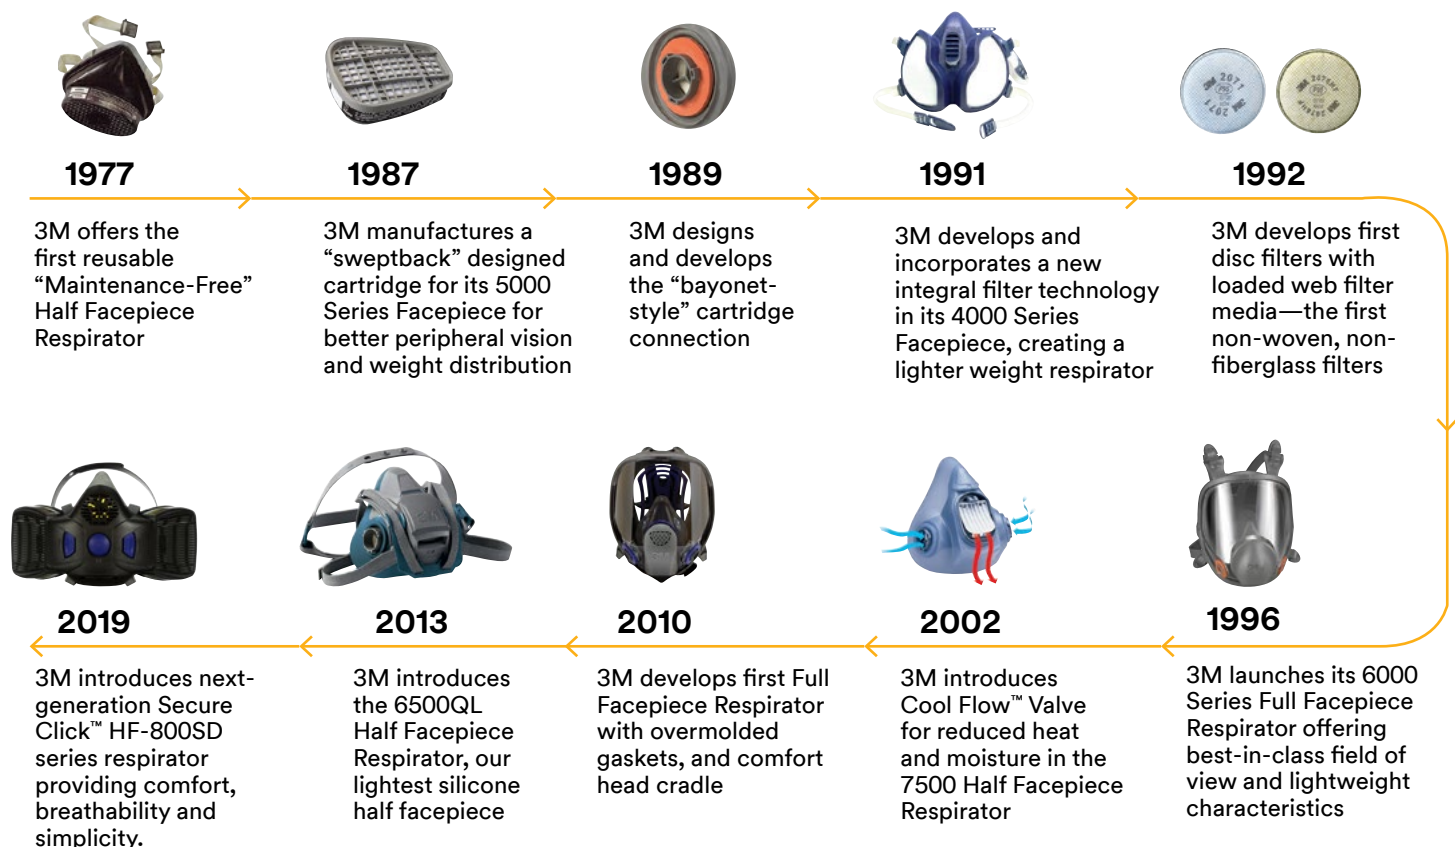 1977
3M offers the
first reusable
“Maintenance-Free”
Half Facepiece
Respirator
1987
3M manufactures a
“sweptback” designed
cartridge for its 5000
Series Facepiece for
better peripheral vision
and weight distribution
1989
3M designs
and develops
the “bayonet-
style” cartridge
connection
1991
3M develops and
incorporates a new
integral filter technology
in its 4000 Series
Facepiece, creating a
lighter weight respirator
3M 2071
P95
2071 3M
3M
P95
3M
1992
3M develops first
disc filters with
loaded web filter
media—the first
non-woven, non-
fiberglass filters
1996
3M launches its 6000
Series Full Facepiece
Respirator offering
best-in-class field of
view and lightweight
characteristics
2002
3M introduces
Cool Flow™ Valve
for reduced heat
and moisture in the
7500 Half Facepiece
Respirator
2010
3M develops first Full
Facepiece Respirator
with overmolded
gaskets, and comfort
head cradle
2013
3M introduces
the 6500QL
Half Facepiece
Respirator, our
lightest silicone
half facepiece
2019
3M introduces next-
generation Secure
Click™ HF-800SD
series respirator
providing comfort,
breathability and
simplicity.